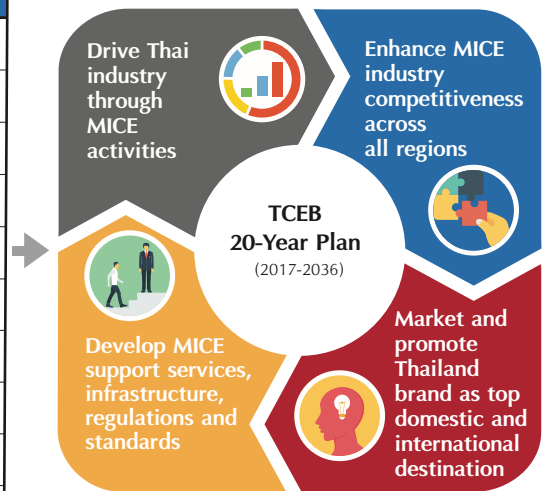 Drive Thai
industry
through
MICE
activities
Enhance MICE
industry
competitiveness
across
all regions
TCEB
20-Year Plan
(2017-2036)
Develop MICE
support services,
infrastructure,
regulations and
standards
Market and
promote
Thailand
brand as top
domestic and
international
destination